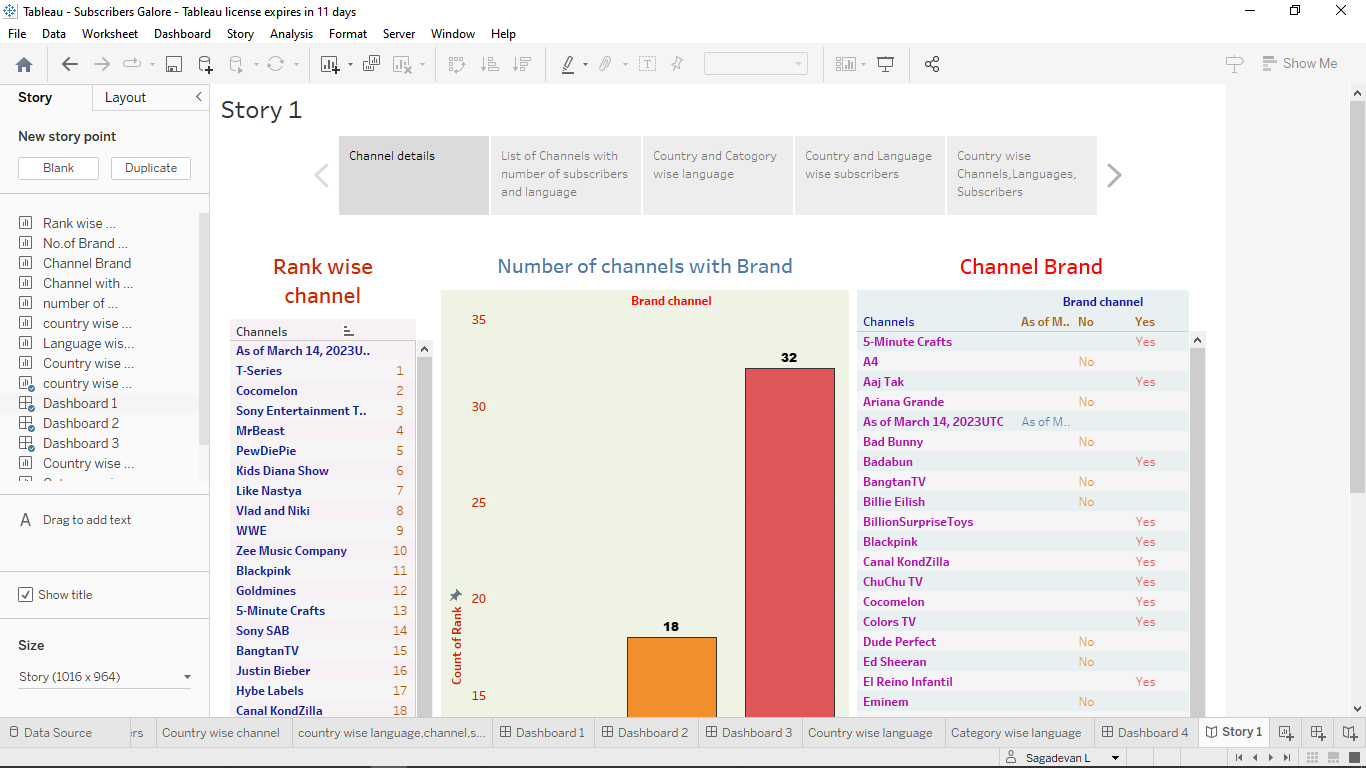 Tableau - Subscribers Galore - Tableau license expires in 11 days
File Data Worksheet Dashboard Story Analysis Format Server Window Help
Show Me
Story Layout
New story point
Blank Duplicate
Rank wise ...
No.of Brand ...
Channel Brand
Channel with ...
number of ...
country wise ...
Language wis...
Country wise ...
country wise ...
Dashboard 1
Dashboard 2
Dashboard 3
Country wise ...
A Drag to add text
Show title
Size
Story (1016 x 964)
Story 1
Channel details
List of Channels with
number of subscribers
and language
Country and Catogory
wise language
Country and Language
wise subscribers
Country wise
Channels,Languages,
Subscribers
Rank wise
channel
Channels
As of March 14, 2023U..
T-Series 1
Cocomelon 2
Sony Entertainment T.. 3
MrBeast 4
PewDiePie 5
Kids Diana Show 6
Like Nastya 7
Vlad and Niki 8
WWE 9
Zee Music Company 10
Blackpink 11
Goldmines 12
5-Minute Crafts 13
Sony SAB 14
BangtanTV 15
Justin Bieber 16
Hybe Labels 17
Canal KondZilla 18
Number of channels with Brand
Brand channel
35
30
25
20
15
Count of Rank
18
32
Channel Brand
Brand channel
Channels As of M.. No Yes
5-Minute Crafts Yes
A4 No
Aaj Tak Yes
Ariana Grande No
As of March 14, 2023UTC As of M..
Bad Bunny No
Badabun Yes
BangtanTV No
Billie Eilish No
BillionSurpriseToys Yes
Blackpink Yes
Canal KondZilla Yes
ChuChu TV Yes
Cocomelon Yes
Colors TV Yes
Dude Perfect No
Ed Sheeran No
El Reino Infantil Yes
Eminem No
Data Source ers Country wise channel country wise language,channel,s... Dashboard 1 Dashboard 2 Dashboard 3 Country wise language Category wise language Dashboard 4 Story 1
Sagadevan L